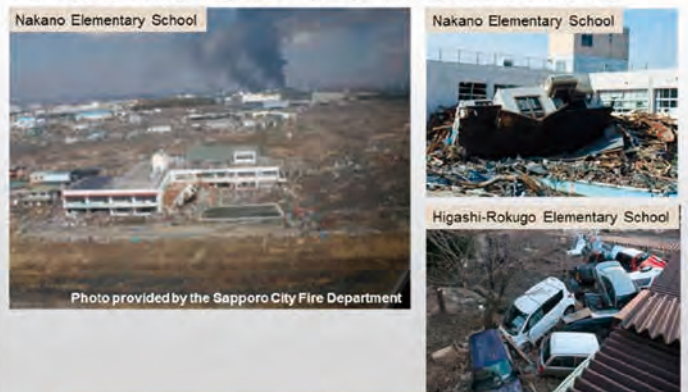 Nakano Elementary School
Photo provided by the Sapporo City Fire Department
Nakano Elementary School
Higashi-Rokugo Elementary School